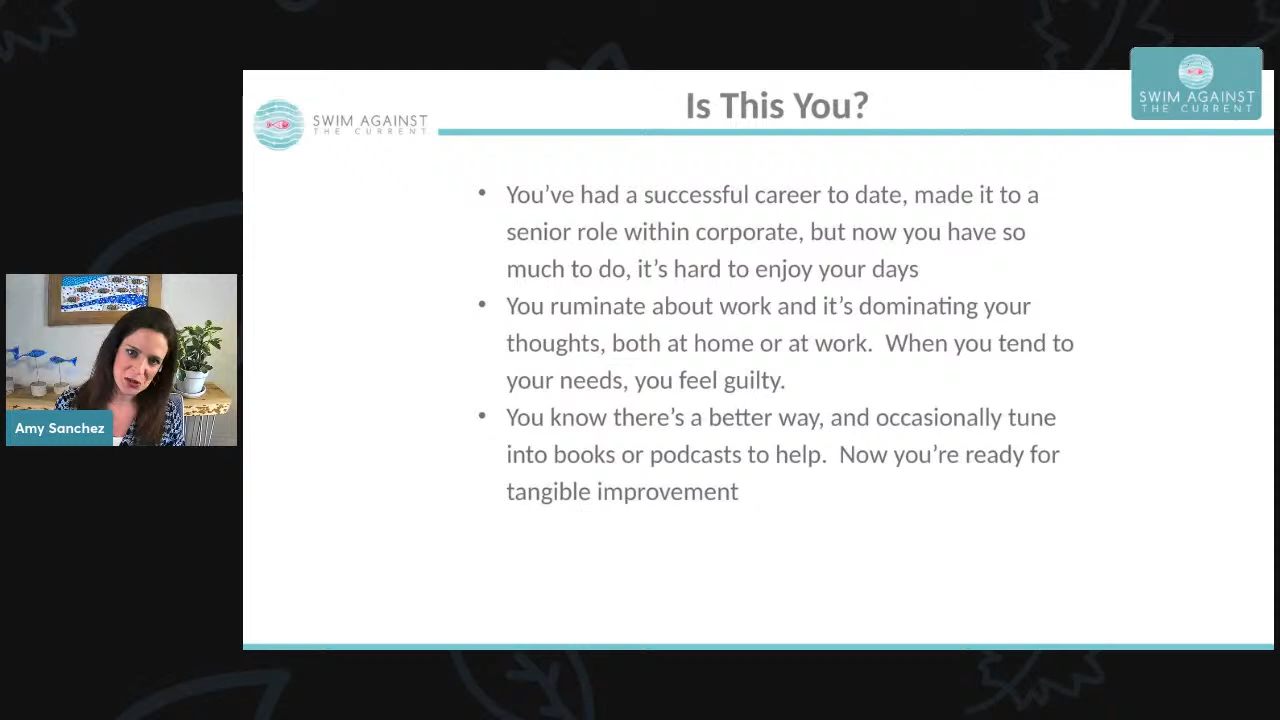 Is This You?
SWIM AGAINST
THE CURRENT
SWIM AGAINST
THE CURRENT
• You’ve had a successful career to date, made it to a
senior role within corporate, but now you have so
much to do, it’s hard to enjoy your days
• You ruminate about work and it’s dominating your
thoughts, both at home or at work.  When you tend to
your needs, you feel guilty.
• You know there’s a better way, and occasionally tune
into books or podcasts to help.  Now you’re ready for
tangible improvement
Amy Sanchez